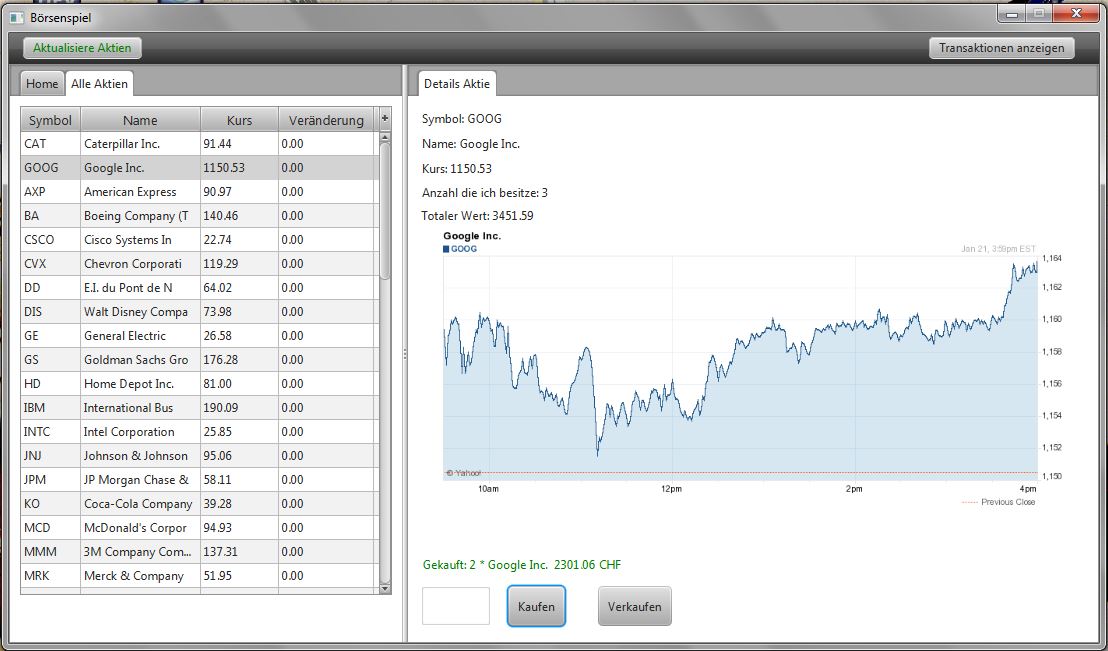 Börsenspiel
Aktualisiere Aktien
Transaktionen anzeigen
Home Alle Aktien
Symbol Name Kurs Veränderung +
CAT Caterpillar Inc. 91.44 0.00
GOOG Google Inc. 1150.53 0.00
AXP American Express 90.97 0.00
BA Boeing Company (T 140.46 0.00
CSCO Cisco Systems In 22.74 0.00
CVX Chevron Corporati 119.29 0.00
DD E.I. du Pont de N 64.02 0.00
DIS Walt Disney Compa 73.98 0.00
GE General Electric 26.58 0.00
GS Goldman Sachs Gro 176.28 0.00
HD Home Depot Inc. 81.00 0.00
IBM International Bus 190.09 0.00
INTC Intel Corporation 25.85 0.00
JNJ Johnson & Johnson 95.06 0.00
JPM JP Morgan Chase & 58.11 0.00
KO Coca-Cola Company 39.28 0.00
MCD McDonald's Corpor 94.93 0.00
MMM 3M Company Com... 137.31 0.00
MRK Merck & Company 51.95 0.00
Details Aktie
Symbol: GOOG
Name: Google Inc.
Kurs: 1150.53
Anzahl die ich besitze: 3
Totaler Wert: 3451.59
Google Inc.
GOOG
Jan 21, 3:59pm EST
1,164
1,162
1,160
1,158
1,156
1,154
1,152
1,150
© Yahoo!
10am 12pm 2pm 4pm
Previous Close
Gekauft: 2 * Google Inc. 2301.06 CHF
Kaufen Verkaufen